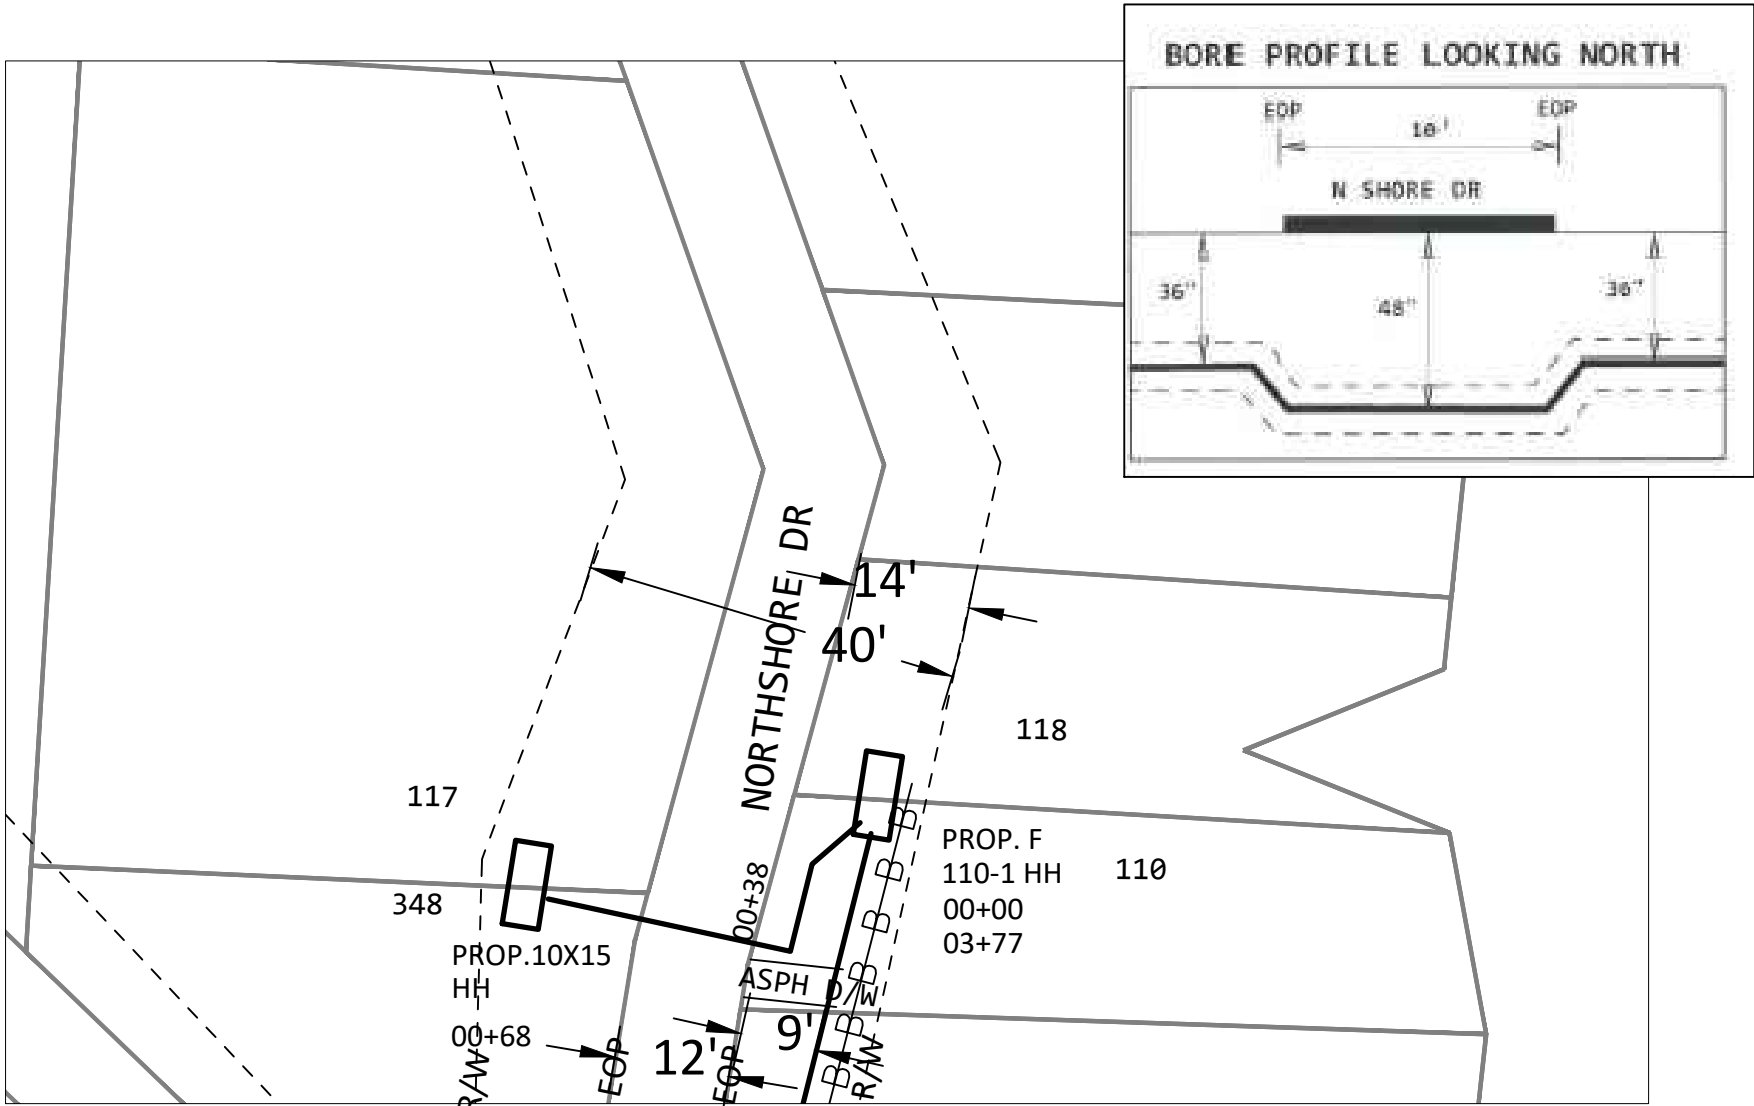 BORE PROFILE LOOKING NORTH
EOP
EOP
10'
N SHORE DR
36"
48"
36"
NORTHSHORE DR
14'
40'
118
117
348
PROP. F
110-1 HH
00+00
03+77
110
00+38
PROP.10X15
HH
00+68
ASPH D/W
9'
12'
R/W
EOP
EOP
R/W
B
B
B
B
B
B